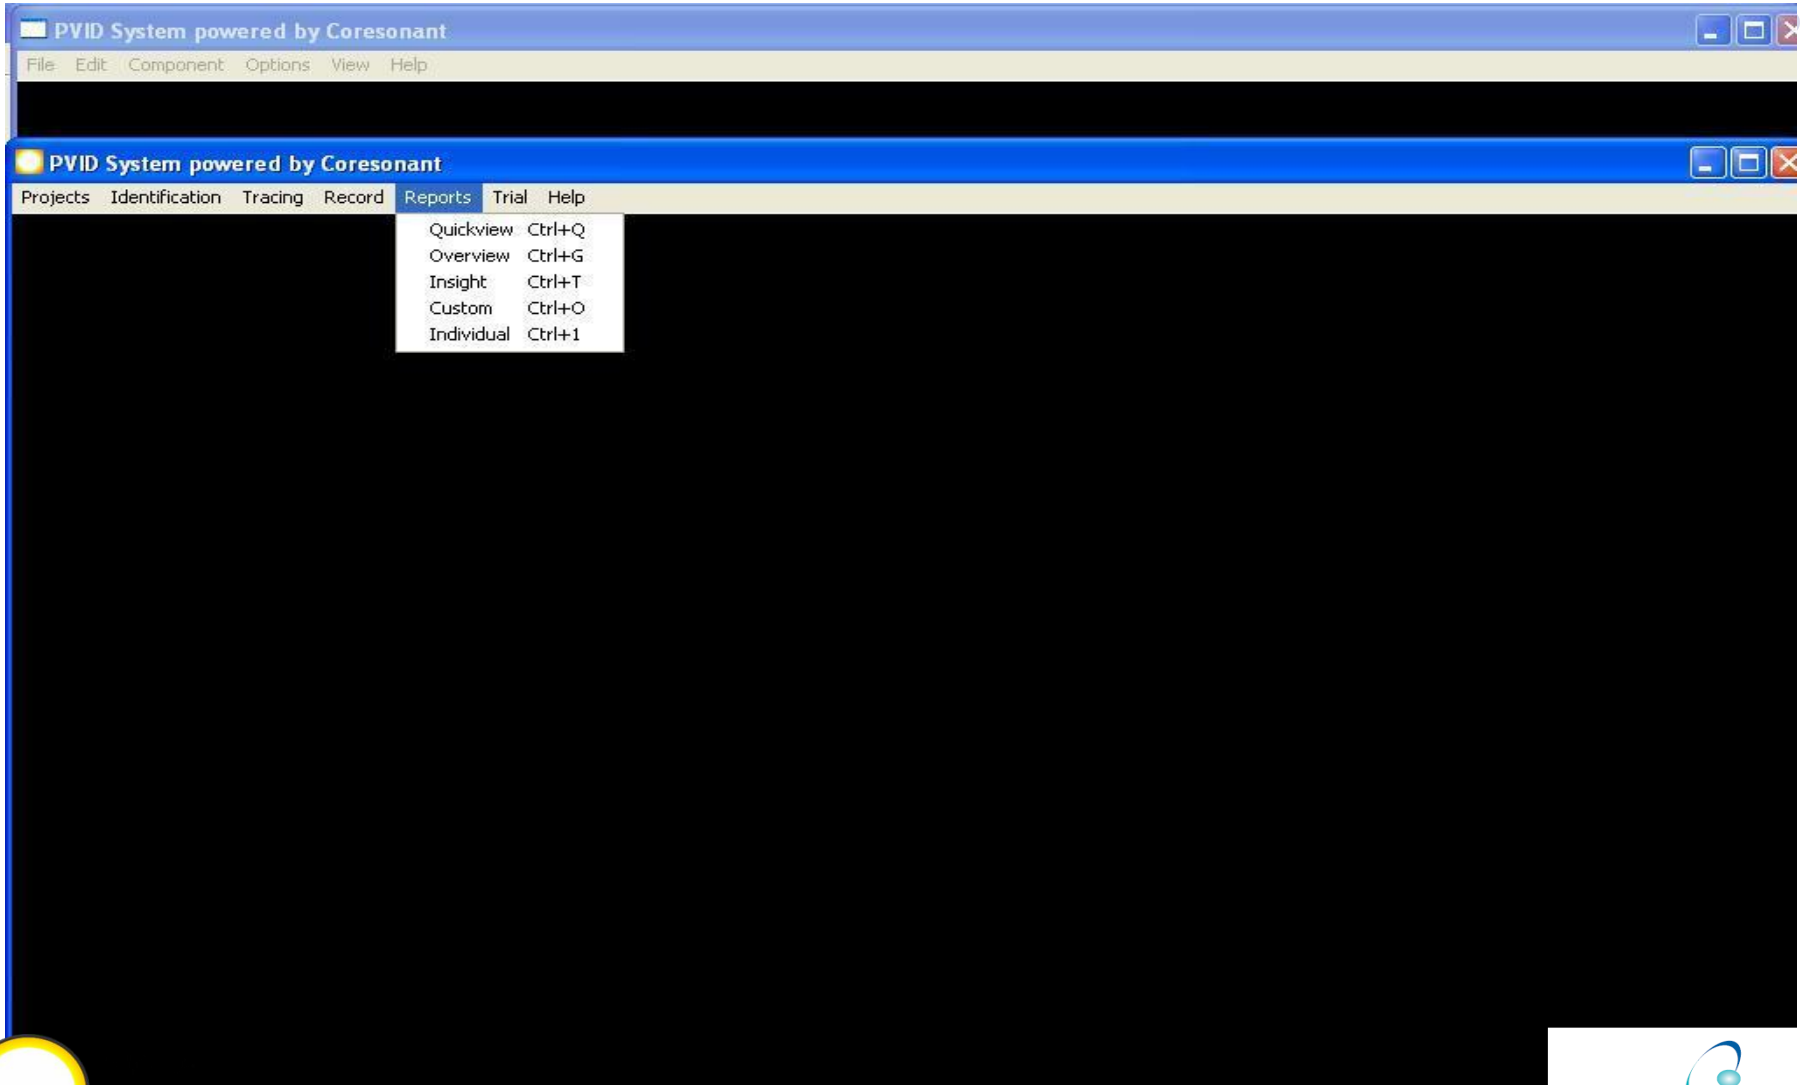 PVID System powered by Coresonant
File Edit Component Options View Help
PVID System powered by Coresonant
Projects Identification Tracing Record Reports Trial Help
Quickview Ctrl+Q
Overview Ctrl+G
Insight Ctrl+T
Custom Ctrl+O
Individual Ctrl+1